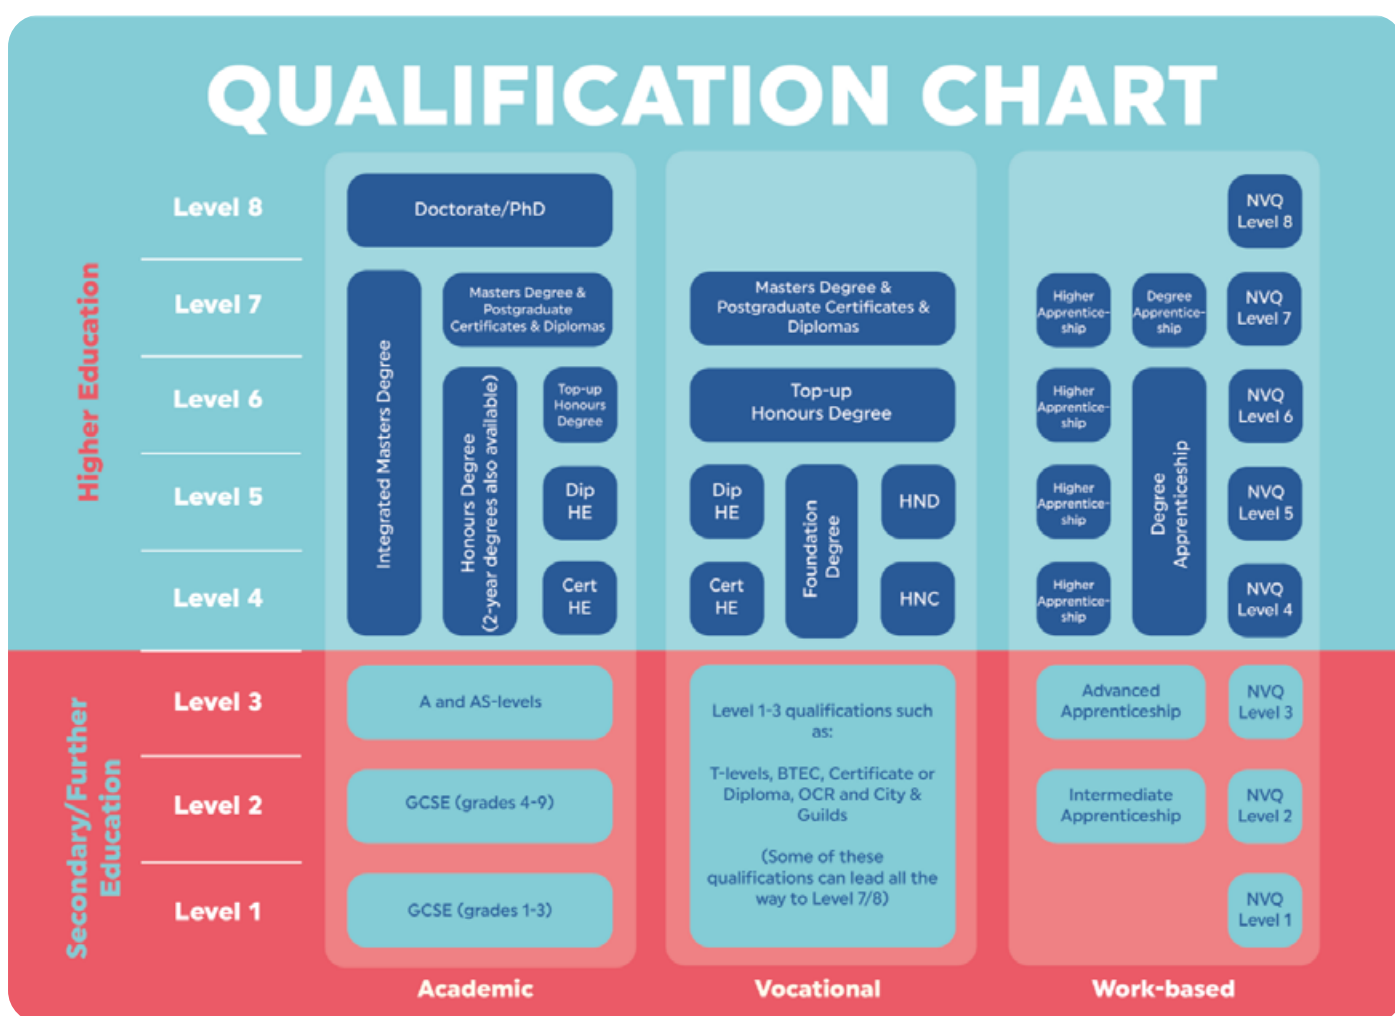 QUALIFICATION CHART
Higher Education
Level 8
Doctorate/PhD
NVQ
Level 8
Level 7
Integrated Masters Degree
Masters Degree &
Postgraduate
Certificates & Diplomas
Masters Degree &
Postgraduate Certificates &
Diplomas
Higher
Apprentice-
ship
Degree
Apprentice-
ship
NVQ
Level 7
Level 6
Honours Degree
(2-year degrees also available)
Top-up
Honours
Degree
Top-up
Honours Degree
Higher
Apprentice-
ship
Degree
Apprenticeship
NVQ
Level 6
Level 5
Dip
HE
Dip
HE
Foundation
Degree
HND
Higher
Apprentice-
ship
NVQ
Level 5
Level 4
Cert
HE
Cert
HE
HNC
Higher
Apprentice-
ship
NVQ
Level 4
Secondary/Further
Education
Level 3
A and AS-levels
Level 1-3 qualifications such
as:
T-levels, BTEC, Certificate or
Diploma, OCR and City &
Guilds
(Some of these
qualifications can lead all the
way to Level 7/8)
Advanced
Apprenticeship
NVQ
Level 3
Level 2
GCSE (grades 4-9)
Intermediate
Apprenticeship
NVQ
Level 2
Level 1
GCSE (grades 1-3)
NVQ
Level 1
Academic
Vocational
Work-based